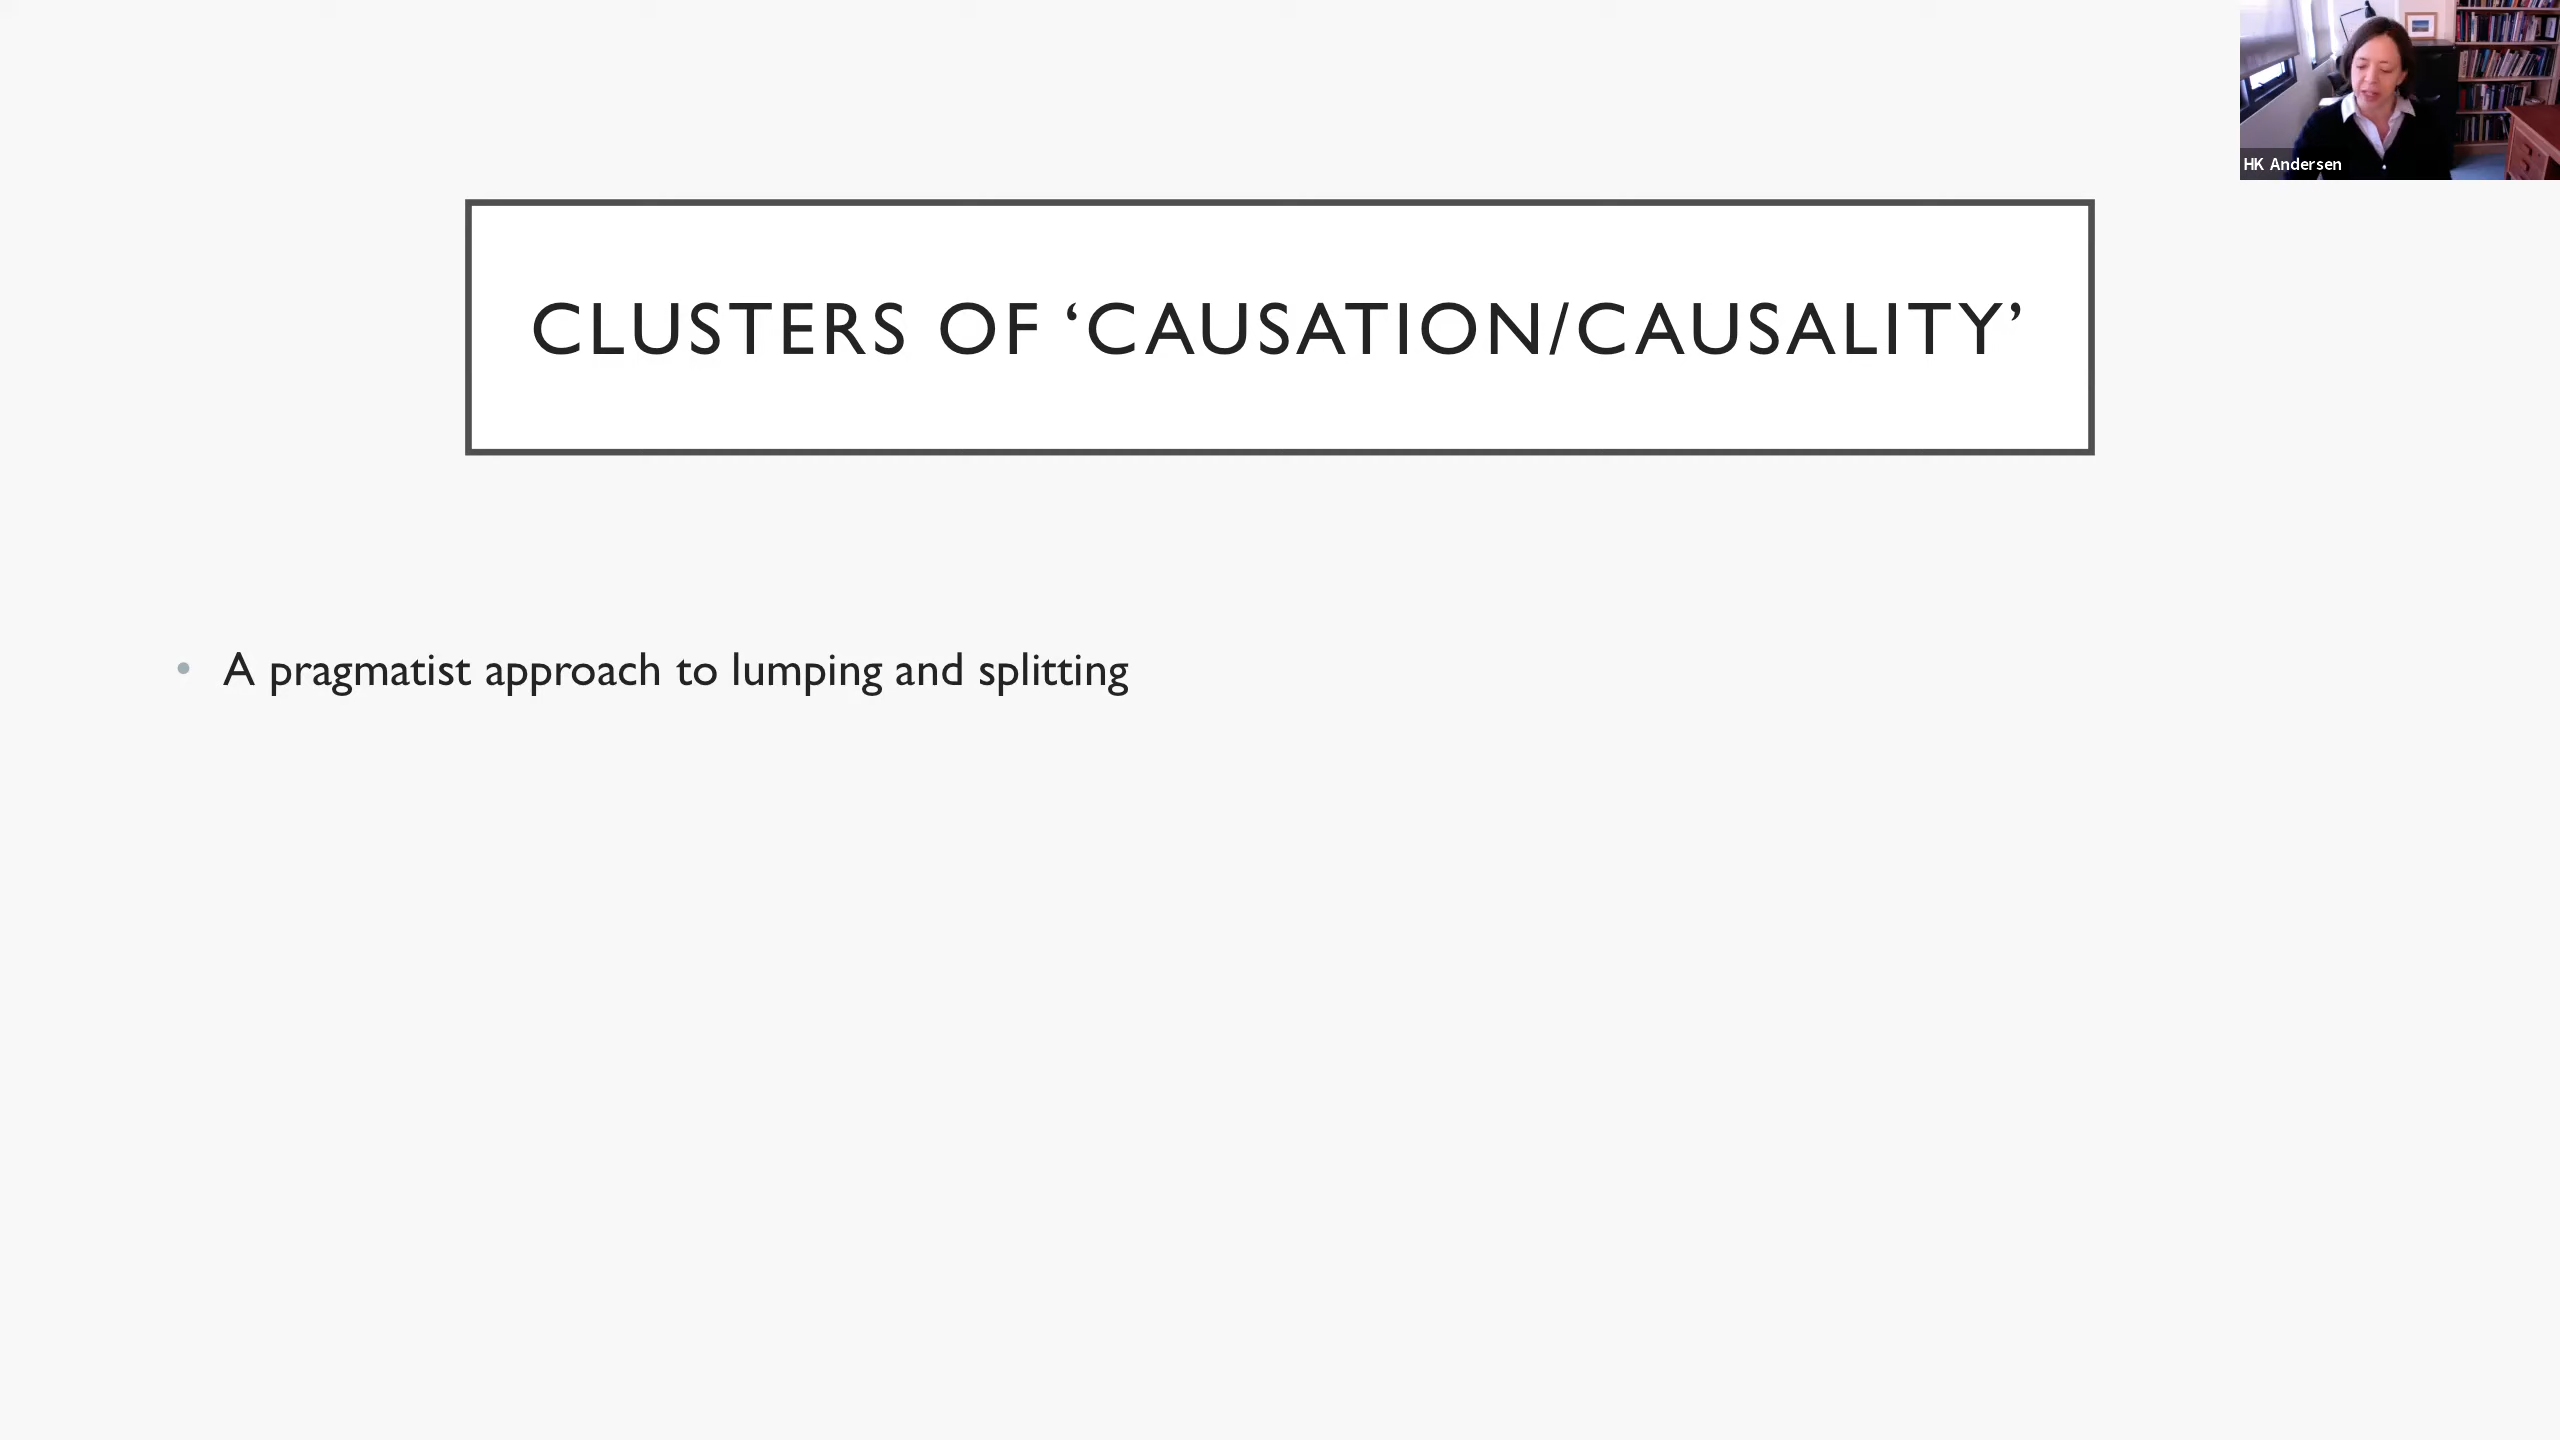 HK Andersen
CLUSTERS OF ‘CAUSATION/CAUSALITY’
• A pragmatist approach to lumping and splitting